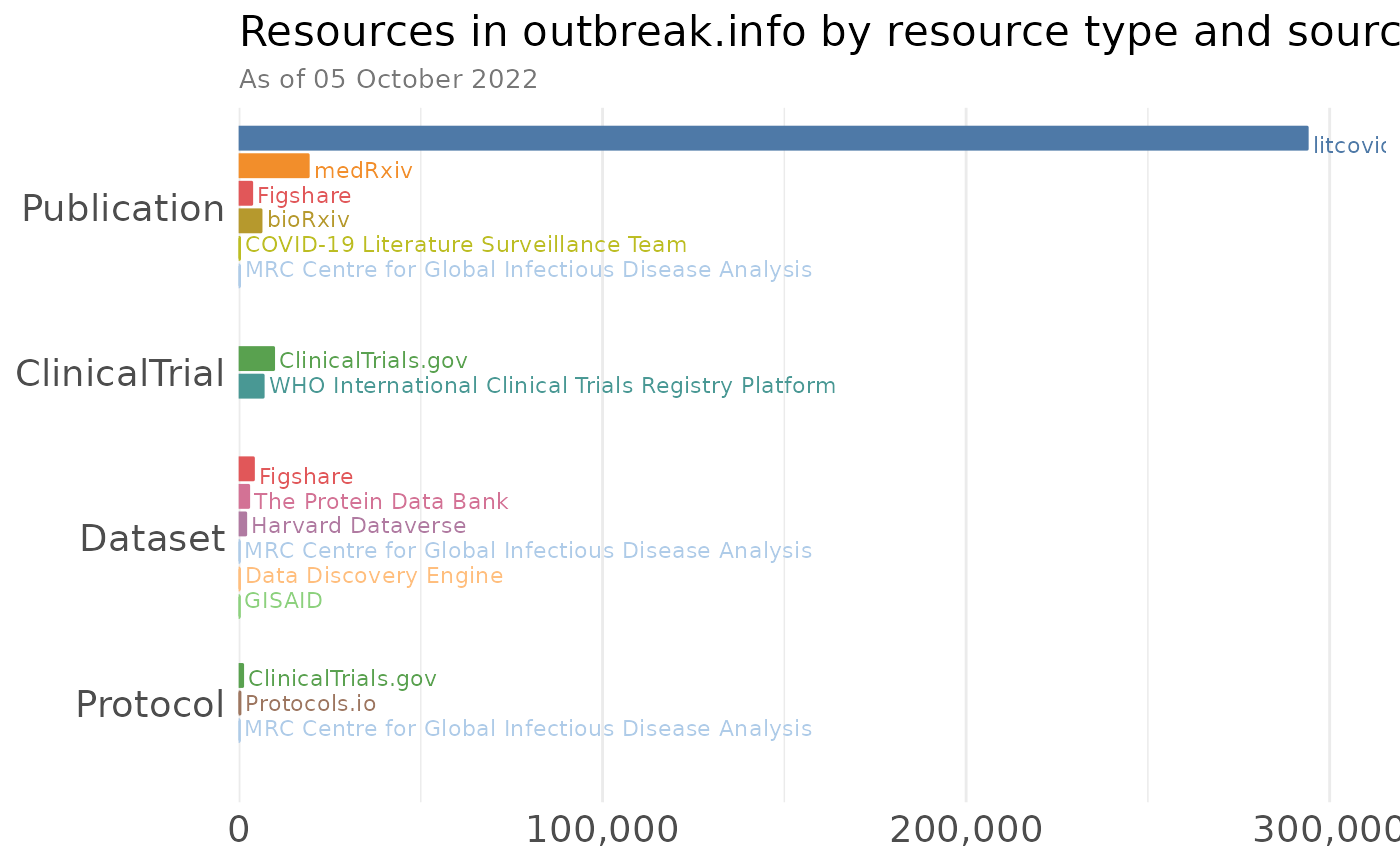 Resources in outbreak.info by resource type and sourc
As of 05 October 2022
Publication
litcovic
medRxiv
Figshare
bioRxiv
COVID-19 Literature Surveillance Team
MRC Centre for Global Infectious Disease Analysis
ClinicalTrial
ClinicalTrials.gov
WHO International Clinical Trials Registry Platform
Dataset
Figshare
The Protein Data Bank
Harvard Dataverse
MRC Centre for Global Infectious Disease Analysis
Data Discovery Engine
GISAID
Protocol
ClinicalTrials.gov
Protocols.io
MRC Centre for Global Infectious Disease Analysis
0 100,000 200,000 300,000